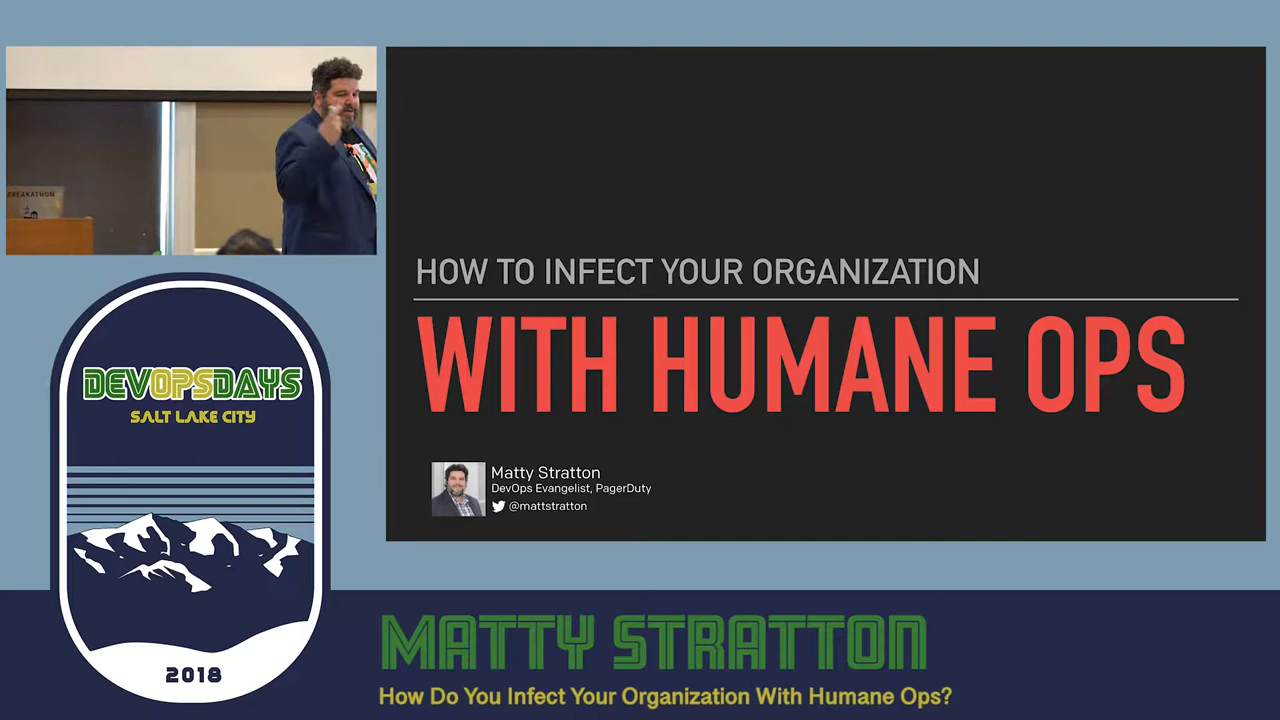 HOW TO INFECT YOUR ORGANIZATION
WITH HUMANE OPS
Matty Stratton
DevOps Evangelist, PagerDuty
@mattstratton
DEVOPSDAYS
SALT LAKE CITY
2018
MATTY STRATTON
How Do You Infect Your Organization With Humane Ops?